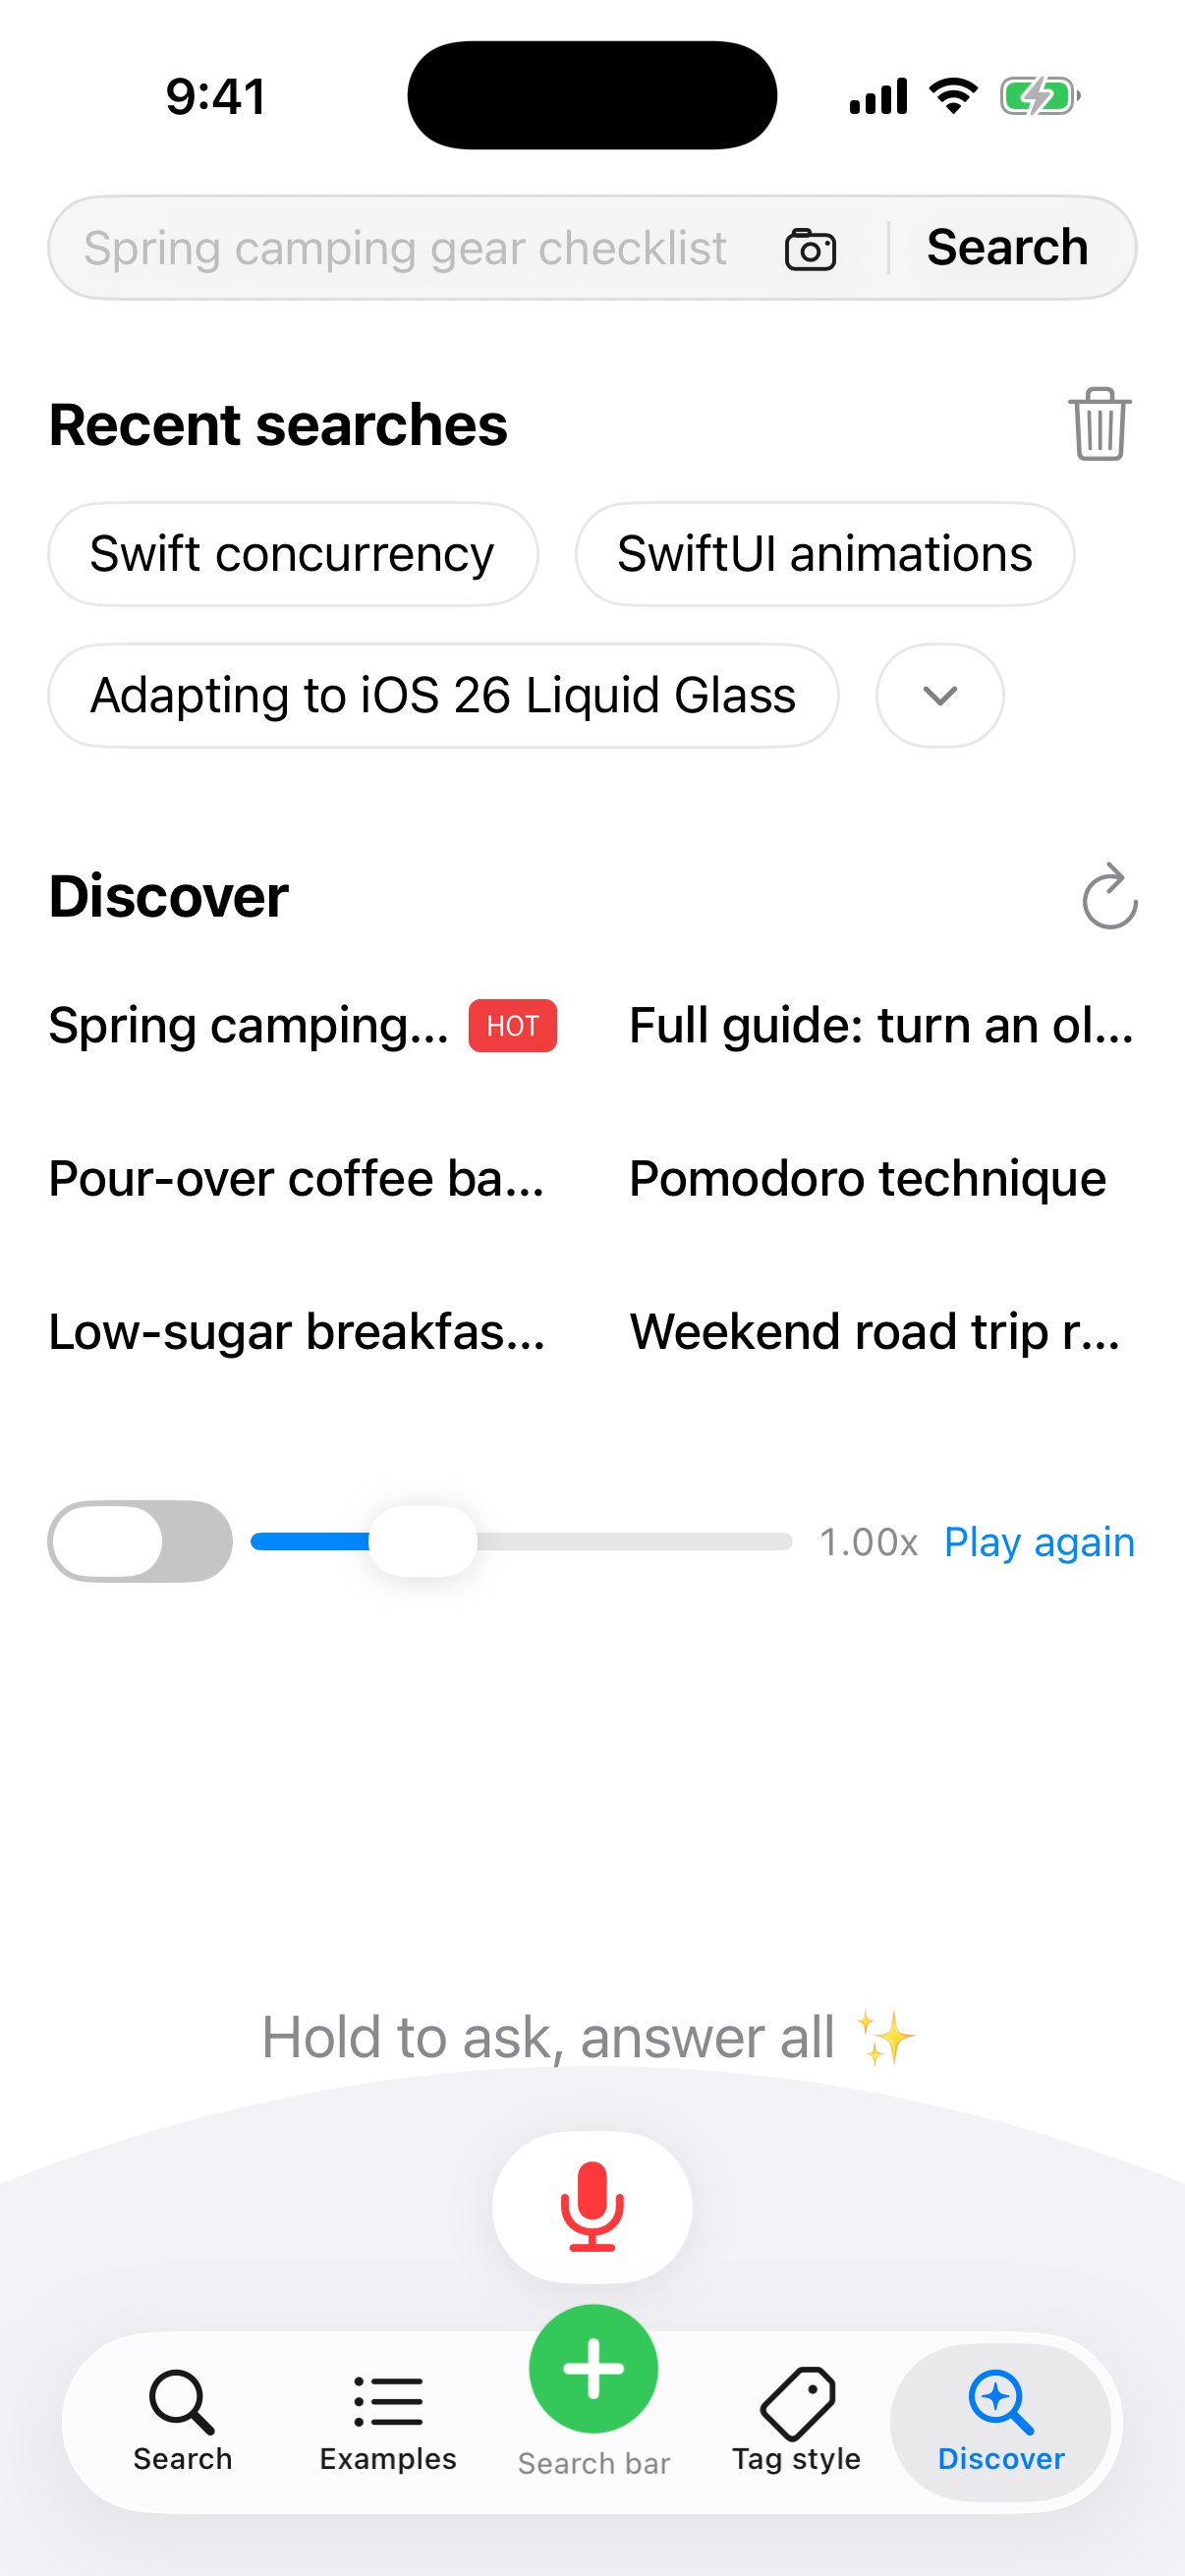 9:41
Spring camping gear checklist Search
Recent searches
Swift concurrency SwiftUI animations
Adapting to iOS 26 Liquid Glass
Discover
Spring camping... HOT Full guide: turn an ol...
Pour-over coffee ba... Pomodoro technique
Low-sugar breakfas... Weekend road trip r...
1.00x Play again
Hold to ask, answer all ✨
Search Examples Search bar Tag style Discover